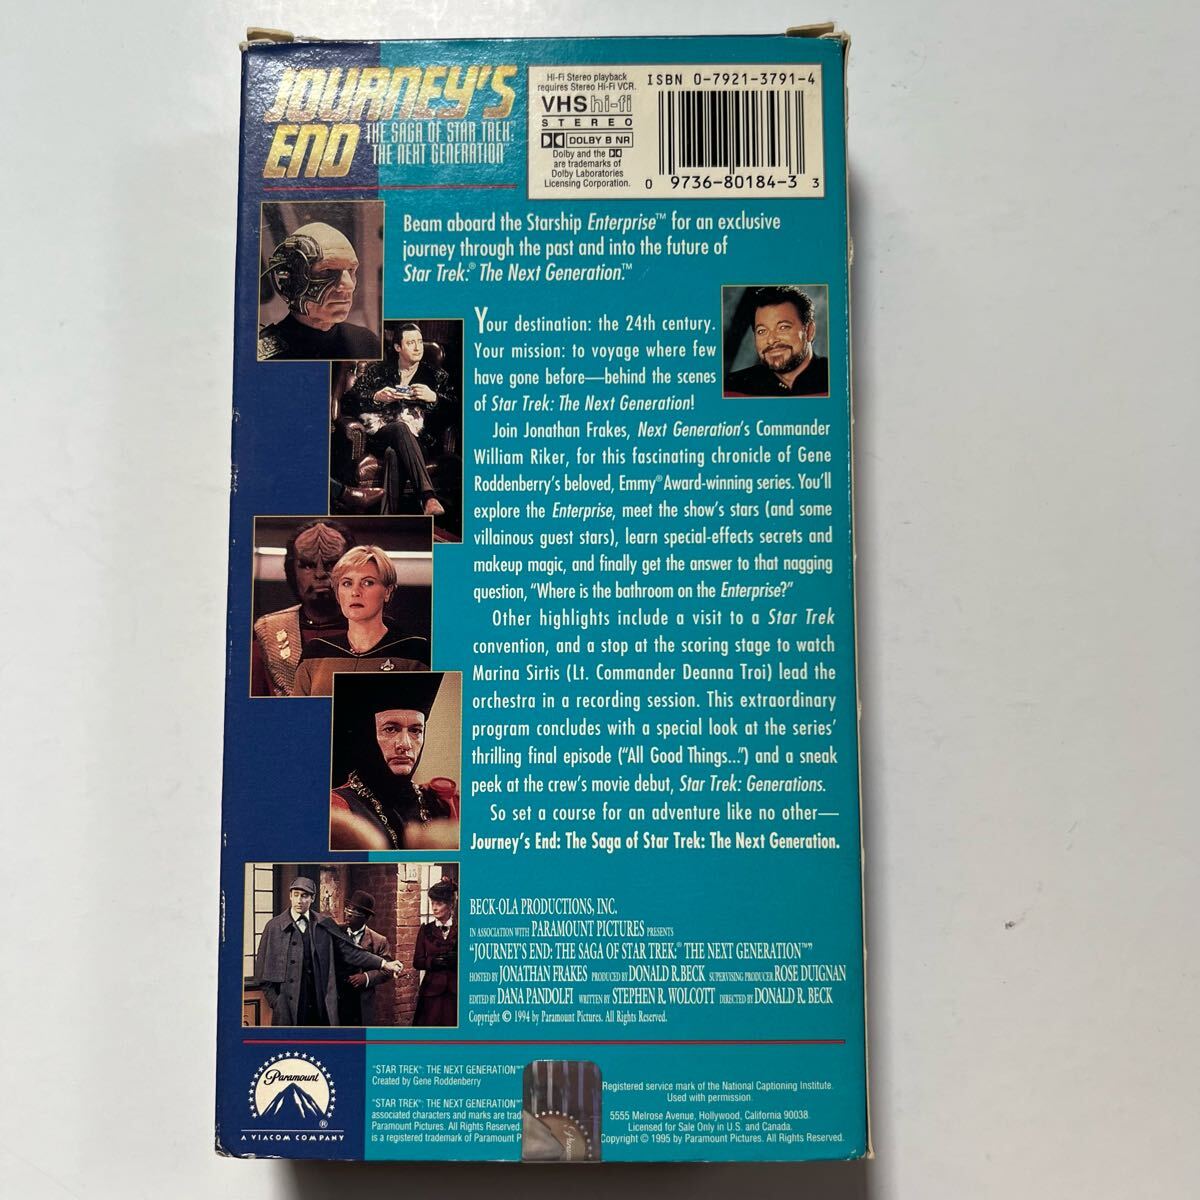 JOURNEY'S
END
THE SAGA OF STAR TREK:™
THE NEXT GENERATION™
Hi-Fi Stereo playback
requires Stereo Hi-Fi VCR.
VHS hi-fi
STEREO
DOLBY B NR
Dolby and the
are trademarks of
Dolby Laboratories
Licensing Corporation.
ISBN 0-7921-3791-4
0 9736-80184-3 3
Beam aboard the Starship Enterprise™ for an exclusive
journey through the past and into the future of
Star Trek:® The Next Generation.™
Your destination: the 24th century.
Your mission: to voyage where few
have gone before—behind the scenes
of Star Trek: The Next Generation!
Join Jonathan Frakes, Next Generation's Commander
William Riker, for this fascinating chronicle of Gene
Roddenberry's beloved, Emmy® Award-winning series. You'll
explore the Enterprise, meet the show's stars (and some
villainous guest stars), learn special-effects secrets and
makeup magic, and finally get the answer to that nagging
question, "Where is the bathroom on the Enterprise?"
Other highlights include a visit to a Star Trek
convention, and a stop at the scoring stage to watch
Marina Sirtis (Lt. Commander Deanna Troi) lead the
orchestra in a recording session. This extraordinary
program concludes with a special look at the series'
thrilling final episode ("All Good Things...") and a sneak
peek at the crew's movie debut, Star Trek: Generations.
So set a course for an adventure like no other—
Journey's End: The Saga of Star Trek: The Next Generation.
BECK-OLA PRODUCTIONS, INC.
IN ASSOCIATION WITH PARAMOUNT PICTURES PRESENTS
"JOURNEY'S END: THE SAGA OF STAR TREK:® THE NEXT GENERATION™"
HOSTED BY JONATHAN FRAKES PRODUCED BY DONALD R. BECK SUPERVISING PRODUCER ROSE DUIGNAN
EDITED BY DANA PANDOLFI WRITTEN BY STEPHEN R. WOLCOTT DIRECTED BY DONALD R. BECK
Copyright © 1994 by Paramount Pictures. All Rights Reserved.
Paramount
®
A VIACOM COMPANY
"STAR TREK®: THE NEXT GENERATION™"
Created by Gene Roddenberry
"STAR TREK®: THE NEXT GENERATION™"
associated characters and marks are trad
Paramount Pictures. All Rights Reserved.
is a registered trademark of Paramount P
Paramount
Registered service mark of the National Captioning Institute.
Used with permission.
5555 Melrose Avenue, Hollywood, California 90038.
Licensed for Sale Only in U.S. and Canada.
Copyright © 1995 by Paramount Pictures. All Rights Reserved.